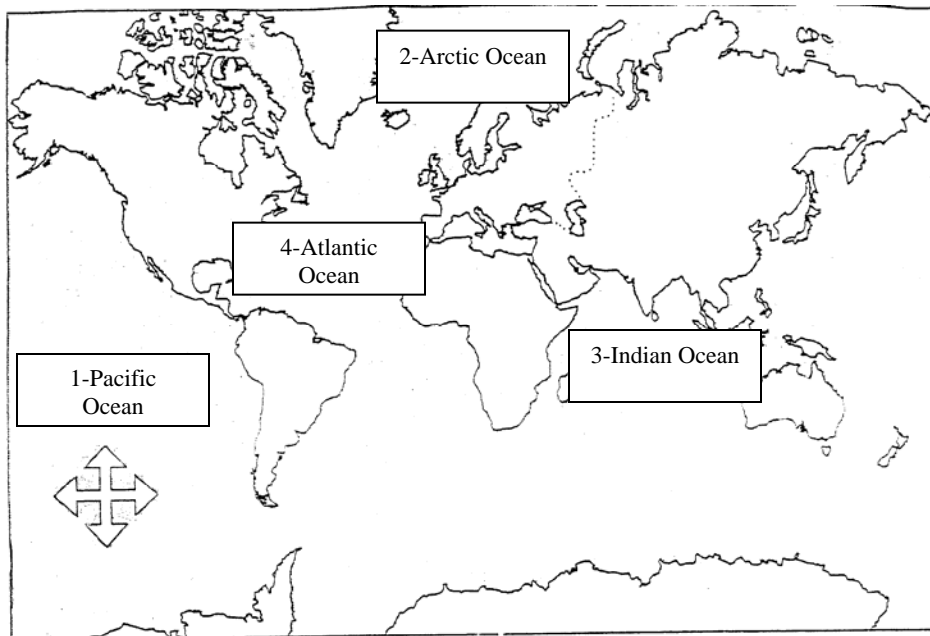 2-Arctic Ocean
4-Atlantic
Ocean
3-Indian Ocean
1-Pacific
Ocean